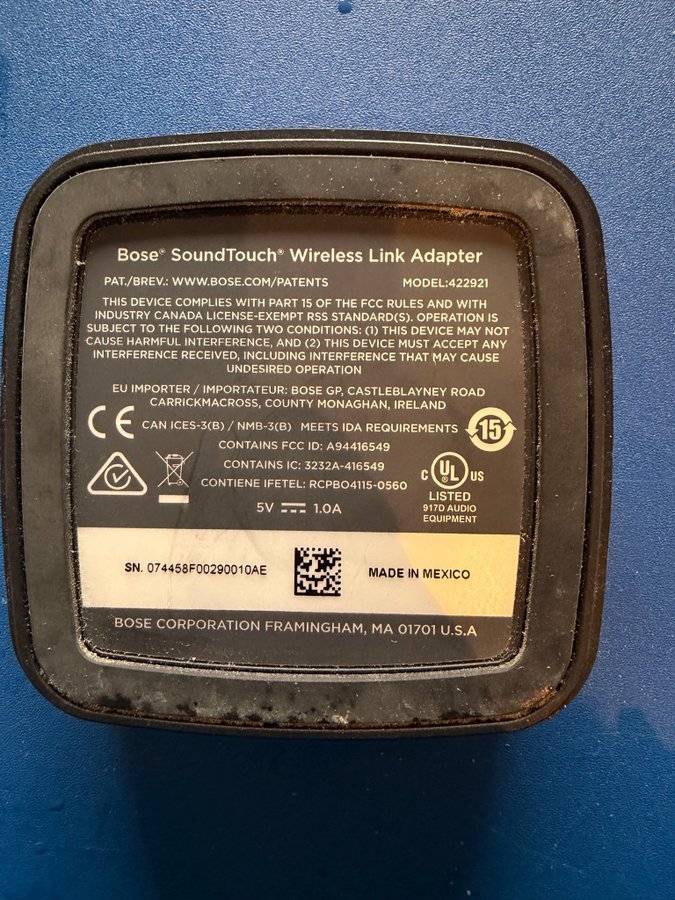 Bose® SoundTouch® Wireless Link Adapter
PAT./BREV.: WWW.BOSE.COM/PATENTS MODEL:422921
THIS DEVICE COMPLIES WITH PART 15 OF THE FCC RULES AND WITH
INDUSTRY CANADA LICENSE-EXEMPT RSS STANDARD(S). OPERATION IS
SUBJECT TO THE FOLLOWING TWO CONDITIONS: (1) THIS DEVICE MAY NOT
CAUSE HARMFUL INTERFERENCE, AND (2) THIS DEVICE MUST ACCEPT ANY
INTERFERENCE RECEIVED, INCLUDING INTERFERENCE THAT MAY CAUSE
UNDESIRED OPERATION
EU IMPORTER / IMPORTATEUR: BOSE GP, CASTLEBLAYNEY ROAD
CARRICKMACROSS, COUNTY MONAGHAN, IRELAND
CE CAN ICES-3(B) / NMB-3(B) MEETS IDA REQUIREMENTS 15
CONTAINS FCC ID: A94416549
CONTAINS IC: 3232A-416549
CONTIENE IFETEL: RCPBO4115-0560
5V 1.0A
C UL® US
LISTED
917D AUDIO
EQUIPMENT
SN. 074458F00290010AE MADE IN MEXICO
BOSE CORPORATION FRAMINGHAM, MA 01701 U.S.A